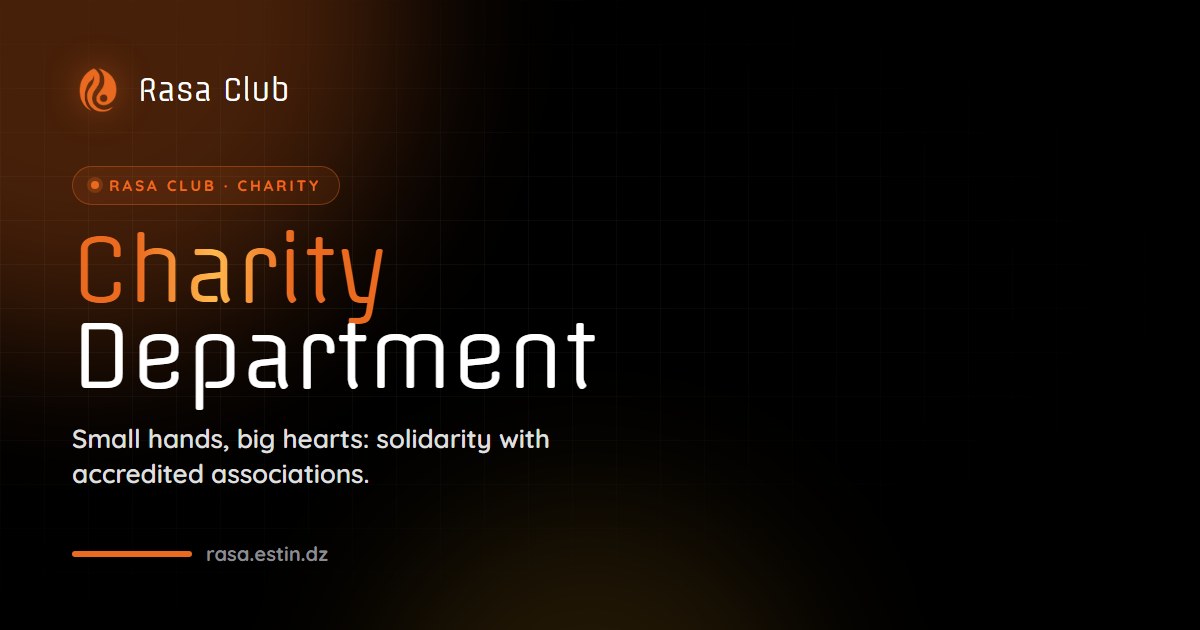 Rasa Club
RASA CLUB · CHARITY
Charity
Department
Small hands, big hearts: solidarity with
accredited associations.
rasa.estin.dz